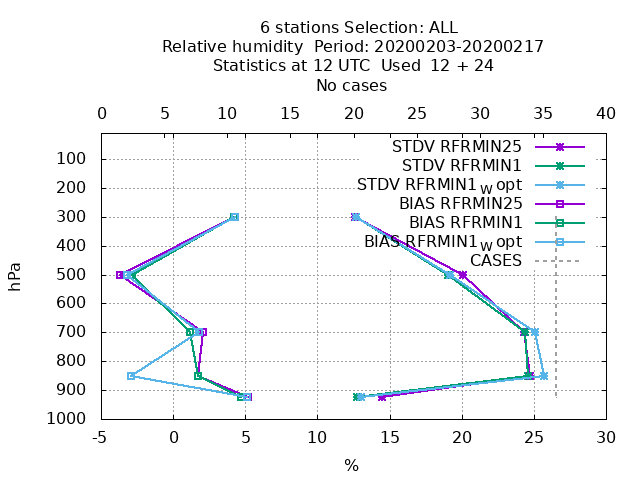 6 stations Selection: ALL
Relative humidity  Period: 20200203-20200217
Statistics at 12 UTC  Used  12 + 24
No cases
0 5 10 15 20 25 30 35 40
STDV RFRMIN25
STDV RFRMIN1
STDV RFRMIN1_W opt
BIAS RFRMIN25
BIAS RFRMIN1
BIAS RFRMIN1_W opt
CASES
hPa
100
200
300
400
500
600
700
800
900
1000
-5 0 5 10 15 20 25 30
%